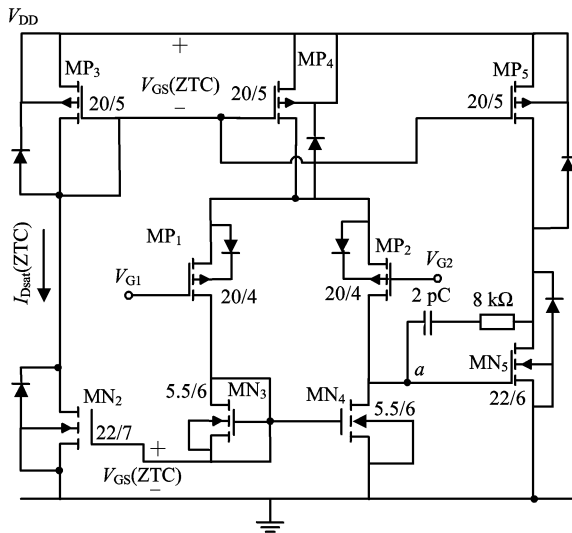 V_DD
+
MP_3
V_GS(ZTC)
MP_4
MP_5
20/5
−
20/5
20/5
I_Dsat(ZTC)
MP_1
MP_2
V_G1
V_G2
20/4
20/4
2 pC
8 kΩ
a
MN_5
MN_2
5.5/6
MN_3
MN_4
5.5/6
22/6
22/7
+
V_GS(ZTC)
−